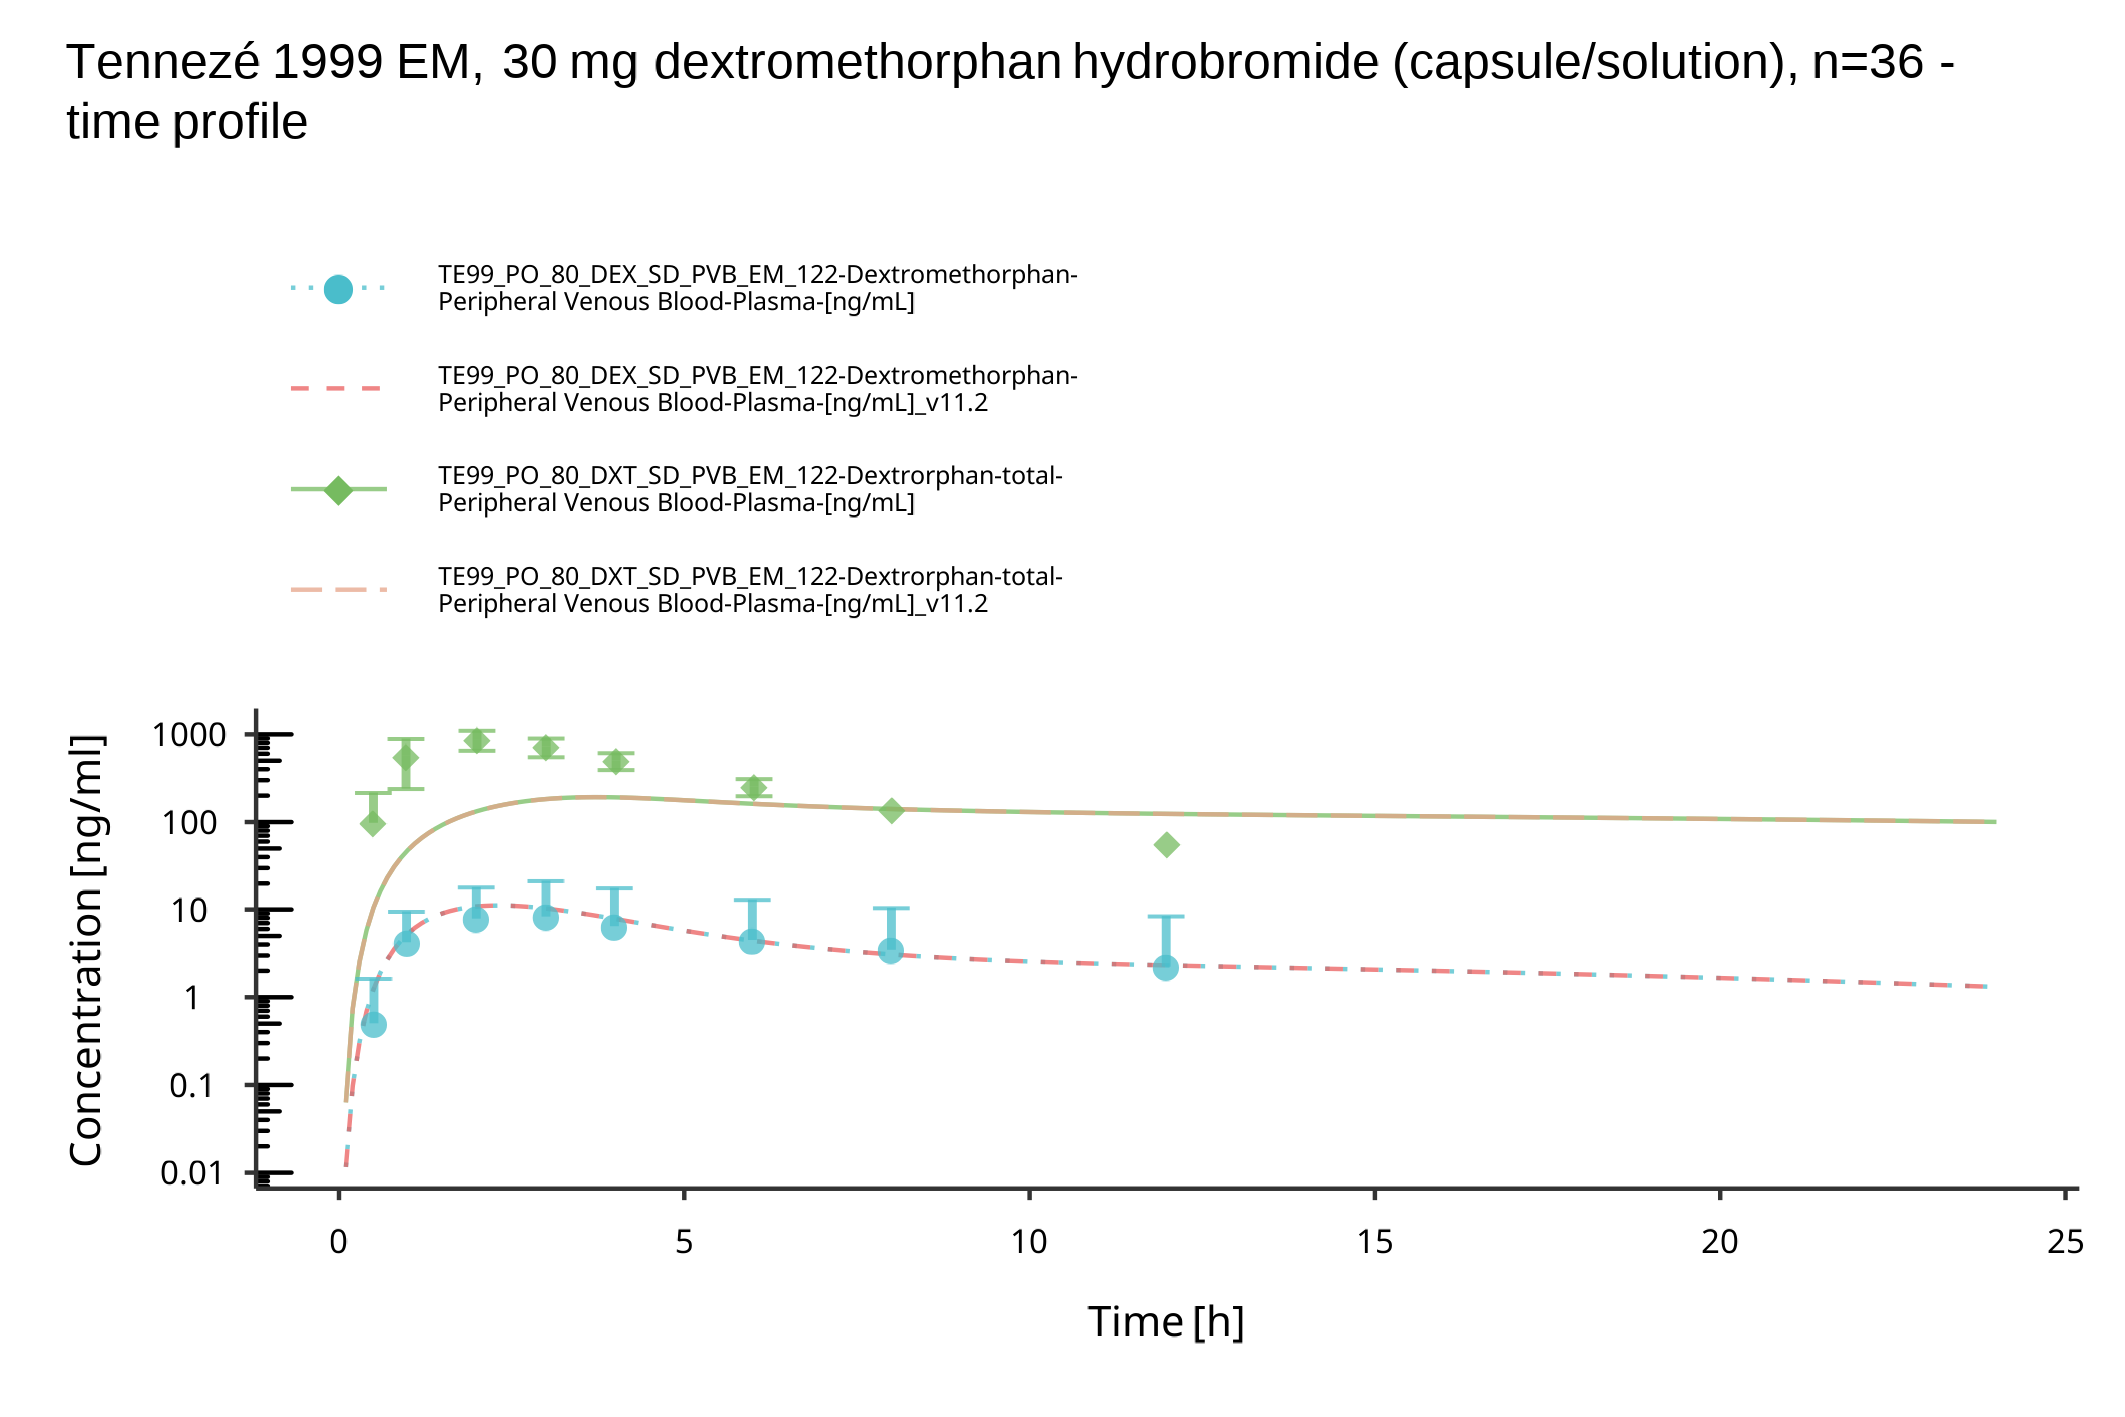 Tennezé 1999 EM, 30 mg dextromethorphan hydrobromide (capsule/solution), n=36 -
time profile
TE99_PO_80_DEX_SD_PVB_EM_122-Dextromethorphan-
Peripheral Venous Blood-Plasma-[ng/mL]
TE99_PO_80_DEX_SD_PVB_EM_122-Dextromethorphan-
Peripheral Venous Blood-Plasma-[ng/mL]_v11.2
TE99_PO_80_DXT_SD_PVB_EM_122-Dextrorphan-total-
Peripheral Venous Blood-Plasma-[ng/mL]
TE99_PO_80_DXT_SD_PVB_EM_122-Dextrorphan-total-
Peripheral Venous Blood-Plasma-[ng/mL]_v11.2
Concentration [ng/ml]
1000
100
10
1
0.1
0.01
0 5 10 15 20 25
Time [h]